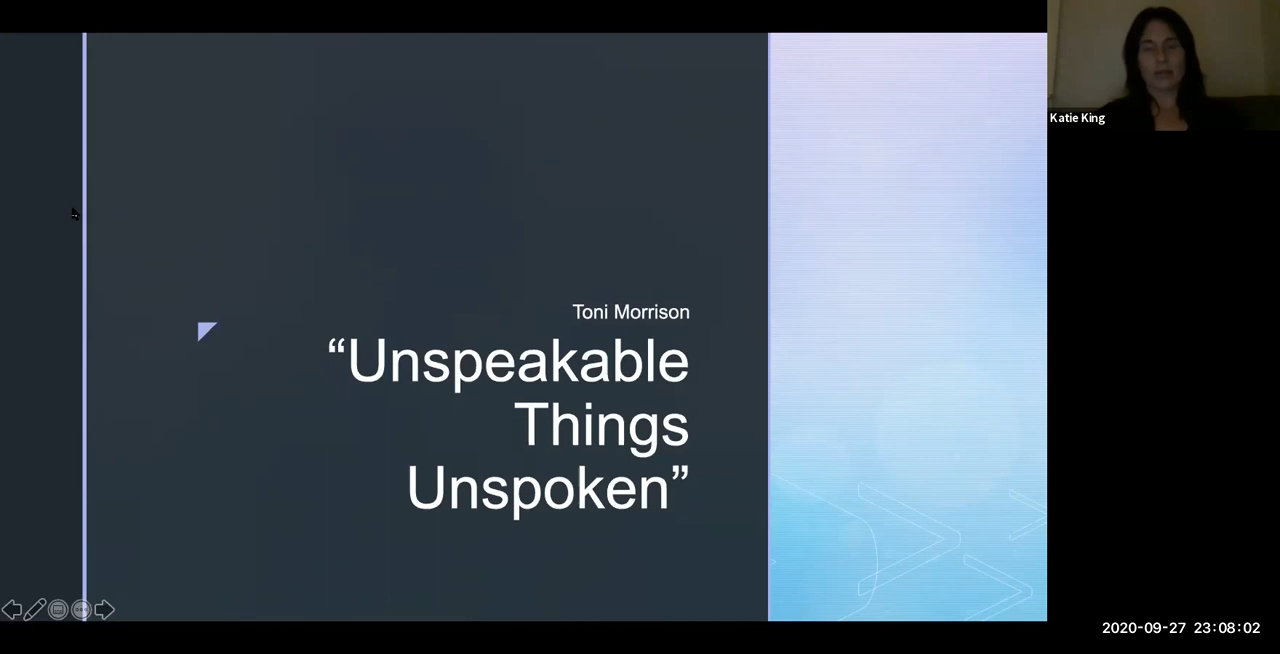 Toni Morrison
“Unspeakable
Things
Unspoken”
Katie King
2020-09-27 23:08:02